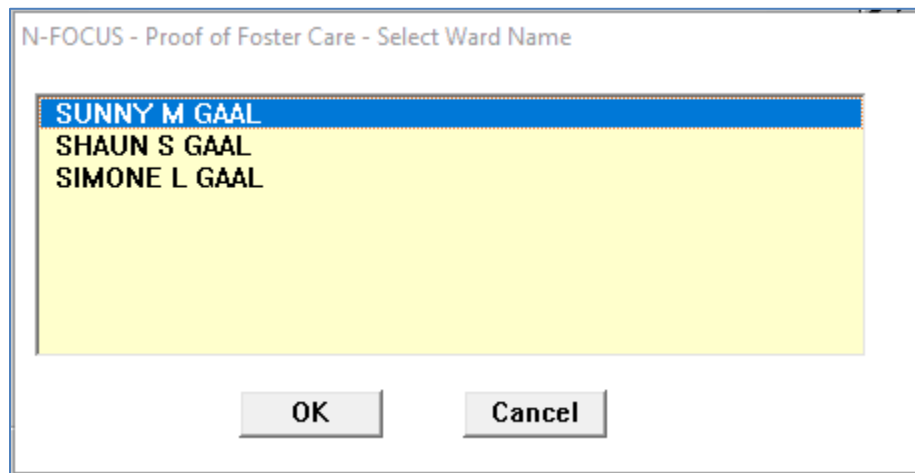 N-FOCUS - Proof of Foster Care - Select Ward Name
SUNNY M GAAL
SHAUN S GAAL
SIMONE L GAAL
OK Cancel